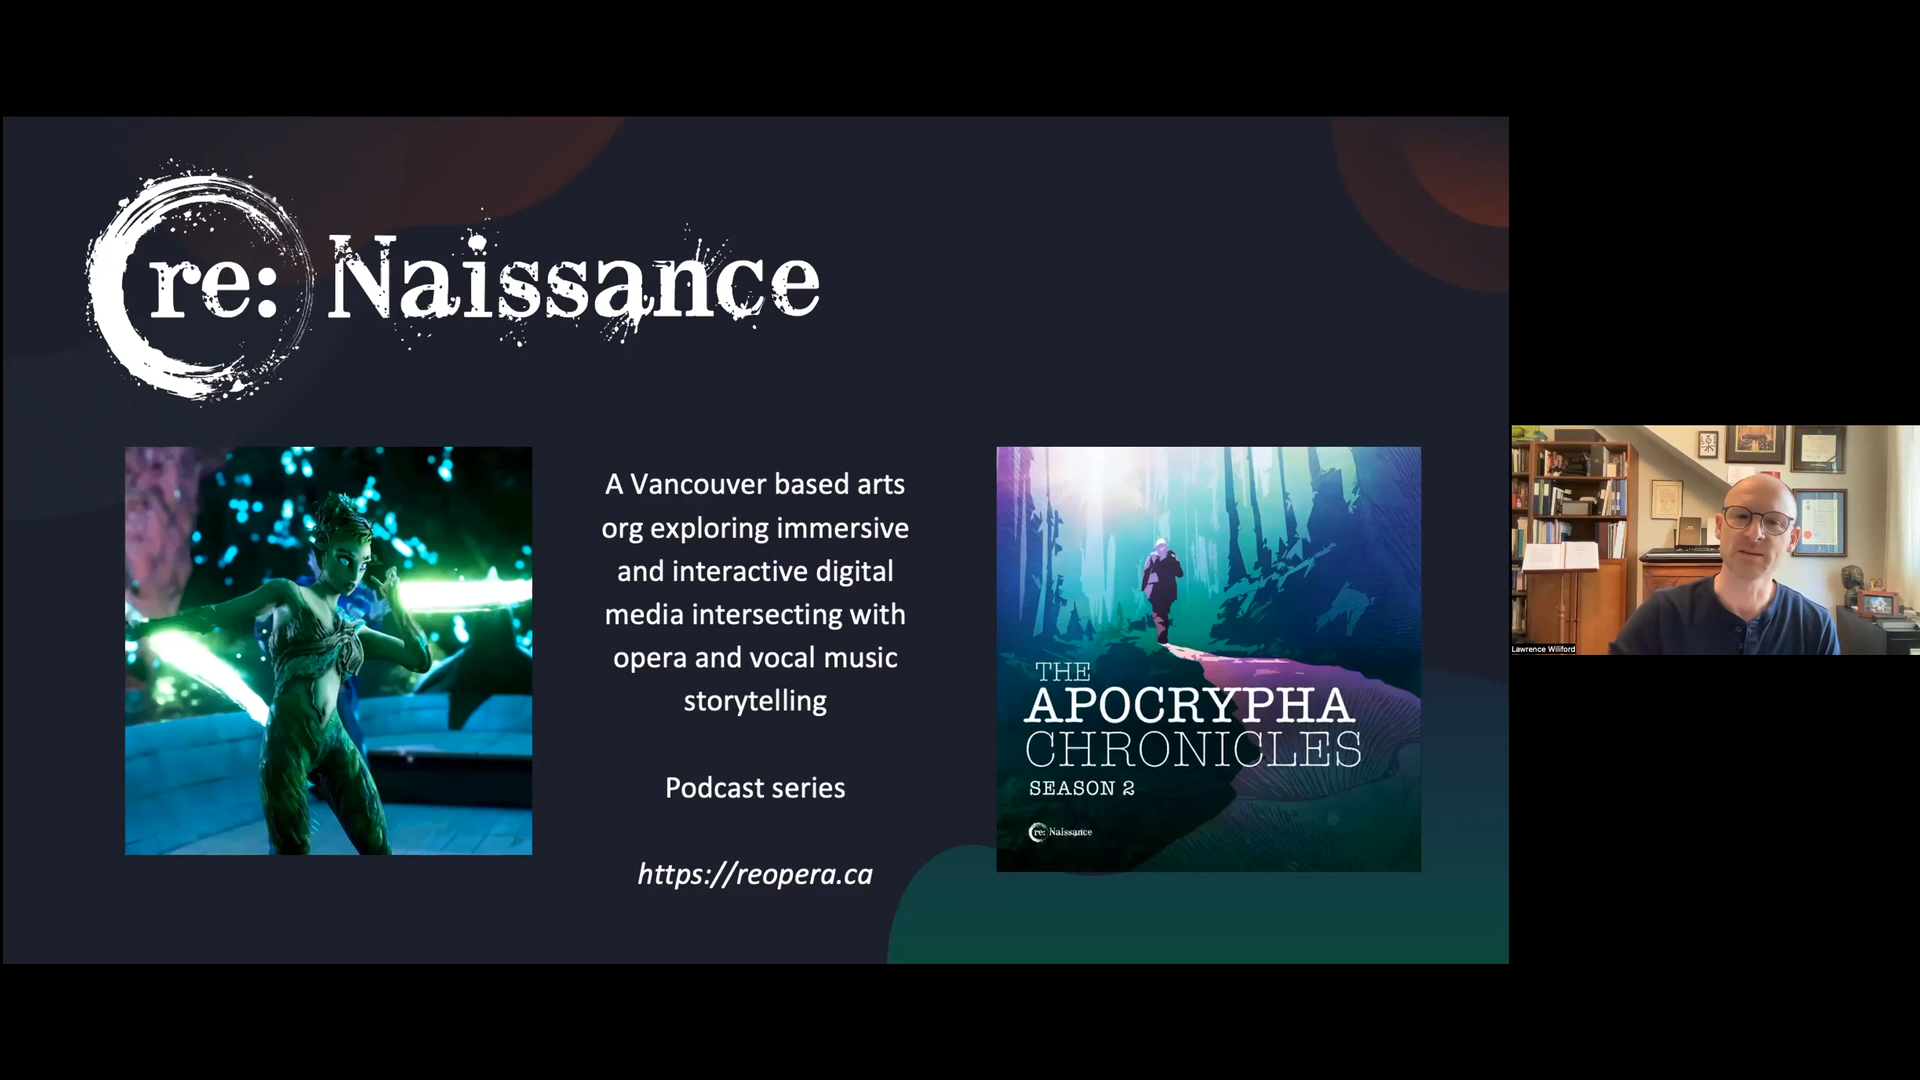 re: Naissance
A Vancouver based arts
org exploring immersive
and interactive digital
media intersecting with
opera and vocal music
storytelling
Podcast series
https://reopera.ca
THE
APOCRYPHA
CHRONICLES
SEASON 2
re: Naissance
Lawrence Wiliford